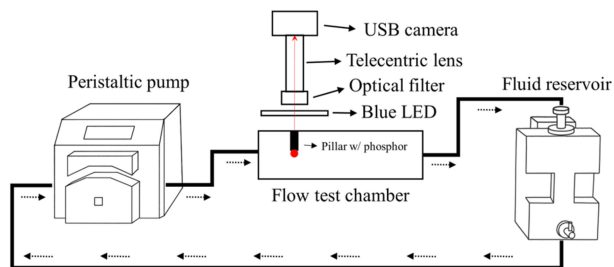 USB camera
Telecentric lens
Peristaltic pump
Optical filter
Fluid reservoir
Blue LED
Pillar w/ phosphor
Flow test chamber